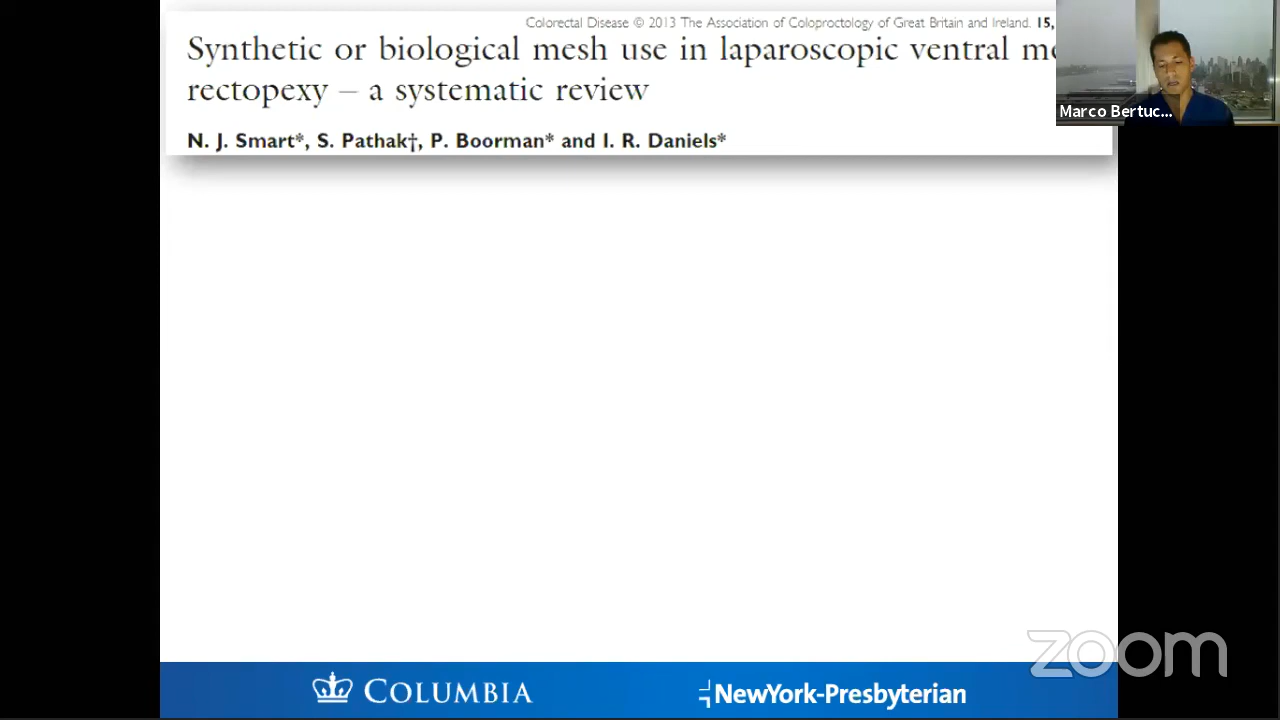 Colorectal Disease © 2013 The Association of Coloproctology of Great Britain and Ireland. 15,
Synthetic or biological mesh use in laparoscopic ventral me
rectopexy – a systematic review
N. J. Smart*, S. Pathak†, P. Boorman* and I. R. Daniels*
Marco Bertuc...
zoom
COLUMBIA
NewYork-Presbyterian